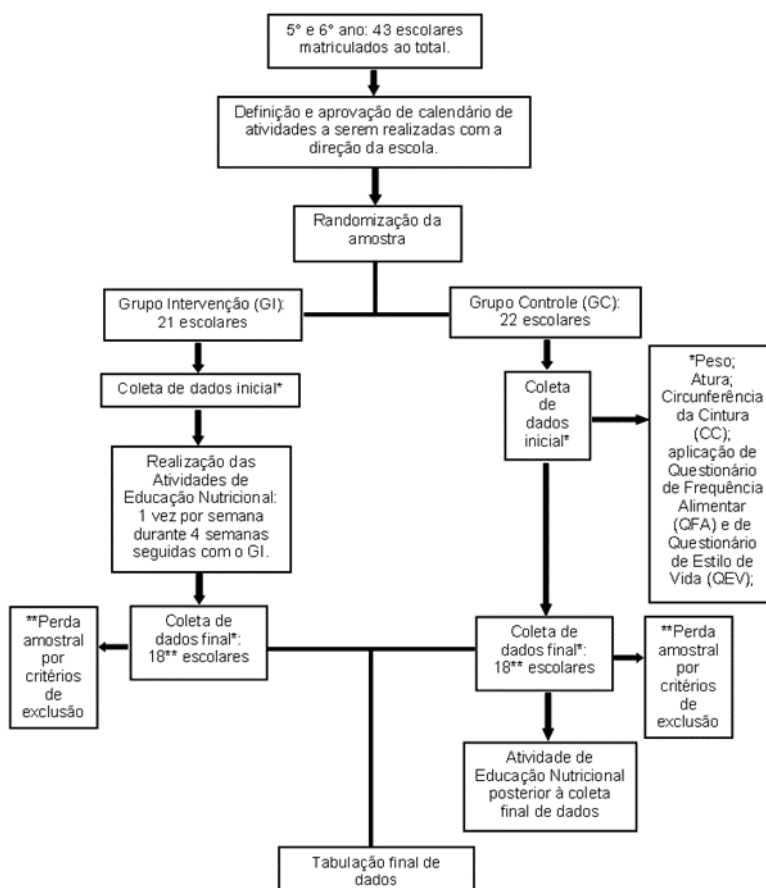 5° e 6° ano: 43 escolares
matriculados ao total.
Definição e aprovação de calendário de
atividades a serem realizadas com a
direção da escola.
Randomização da
amostra
Grupo Intervenção (GI):
21 escolares
Grupo Controle (GC):
22 escolares
Coleta de dados inicial*
Coleta
de
dados
inicial*
*Peso;
Atura;
Circunferência
da Cintura
(CC);
aplicação de
Questionário
de Frequência
Alimentar
(QFA) e de
Questionário
de Estilo de
Vida (QEV);
Realização das
Atividades de
Educação Nutricional:
1 vez por semana
durante 4 semanas
seguidas com o GI.
**Perda
amostral
por
critérios
de
exclusão
Coleta de
dados final*:
18** escolares
Coleta de
dados final*:
18** escolares
**Perda
amostral
por
critérios
de
exclusão
Atividade de
Educação Nutricional
posterior à coleta
final de dados
Tabulação final de
dados